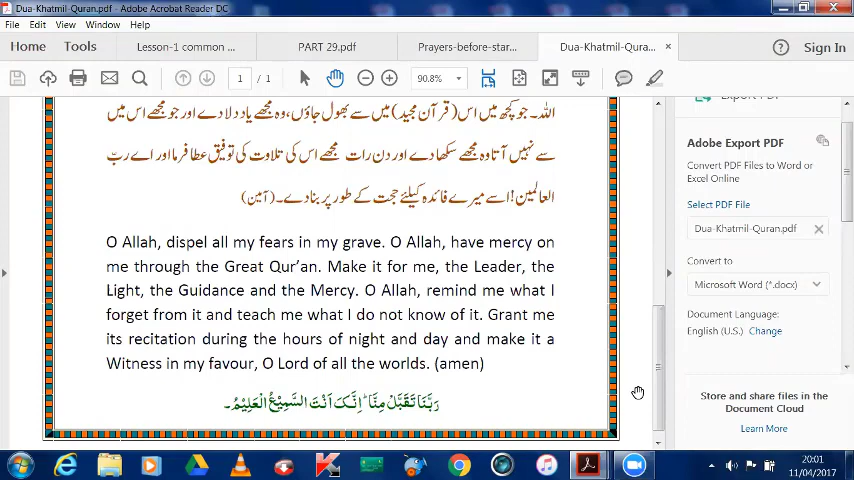 Dua-Khatmil-Quran.pdf - Adobe Acrobat Reader DC
File Edit View Window Help
Home Tools Lesson-1 common ... PART 29.pdf Prayers-before-star... Dua-Khatmil-Qura... × ? Sign In
1 / 1 90.8%
اللہ۔ جو کچھ میں اس (قرآن مجید) میں سے بھول جاؤں، وہ مجھے یاد دلا دے اور جو مجھے اس میں
سے نہیں آتا وہ مجھے سکھا دے اور دن رات مجھے اس کی تلاوت کی توفیق عطا فرما اور اے ربّ
العالمین! اسے میرے فائدہ کیلئے حجت کے طور پر بنا دے۔ (آمین)
O Allah, dispel all my fears in my grave. O Allah, have mercy on
me through the Great Qur’an. Make it for me, the Leader, the
Light, the Guidance and the Mercy. O Allah, remind me what I
forget from it and teach me what I do not know of it. Grant me
its recitation during the hours of night and day and make it a
Witness in my favour, O Lord of all the worlds. (amen)
رَبَّنَا تَقَبَّلْ مِنَّا ؕ اِنَّکَ اَنْتَ السَّمِیْعُ الْعَلِیْمُ۔
Adobe Export PDF
Convert PDF Files to Word or
Excel Online
Select PDF File
Dua-Khatmil-Quran.pdf
Convert to
Microsoft Word (*.docx)
Document Language:
English (U.S.) Change
Store and share files in the
Document Cloud
Learn More
20:01
11/04/2017